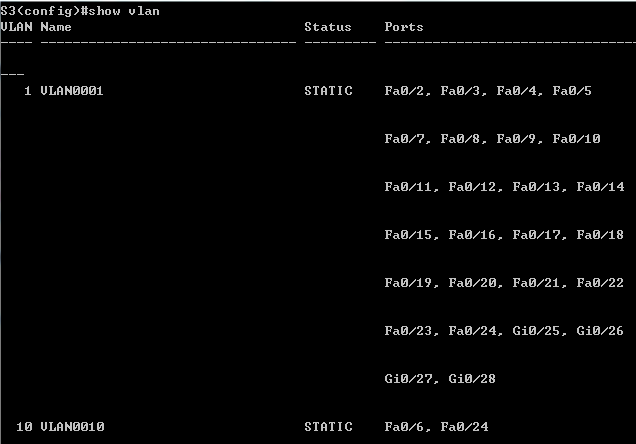 S3(config)#show vlan
VLAN Name                             Status    Ports
---- -------------------------------- --------- -----------------------------------
---
   1 VLAN0001                         STATIC    Fa0/2, Fa0/3, Fa0/4, Fa0/5
                                                Fa0/7, Fa0/8, Fa0/9, Fa0/10
                                                Fa0/11, Fa0/12, Fa0/13, Fa0/14
                                                Fa0/15, Fa0/16, Fa0/17, Fa0/18
                                                Fa0/19, Fa0/20, Fa0/21, Fa0/22
                                                Fa0/23, Fa0/24, Gi0/25, Gi0/26
                                                Gi0/27, Gi0/28
  10 VLAN0010                         STATIC    Fa0/6, Fa0/24